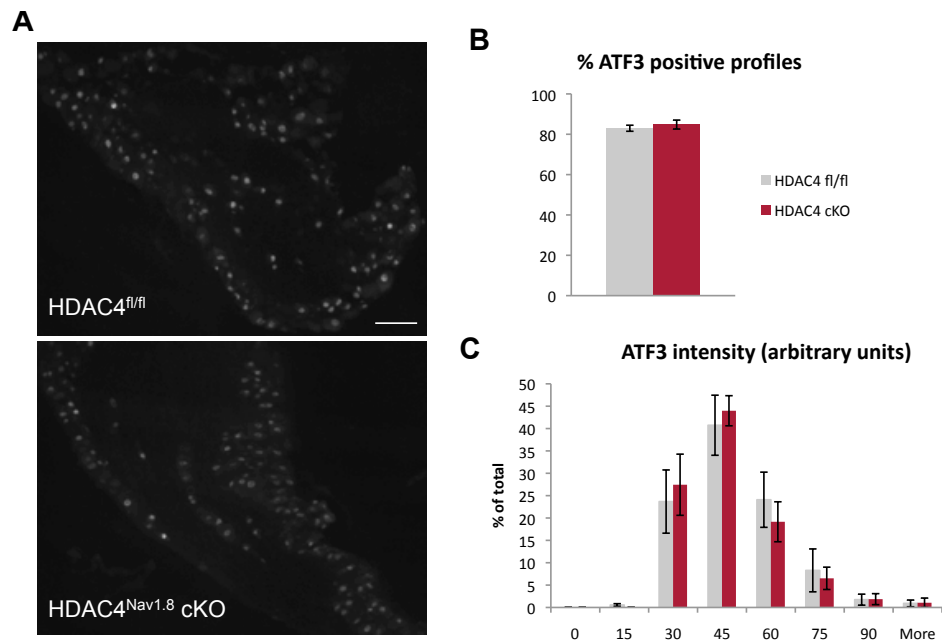 A
HDAC4fl/fl
HDAC4Nav1.8 cKO
B
% ATF3 positive profiles
100
80
60
40
20
0
HDAC4 fl/fl
HDAC4 cKO
C
ATF3 intensity (arbitrary units)
% of total
50
45
40
35
30
25
20
15
10
5
0
0 15 30 45 60 75 90 More